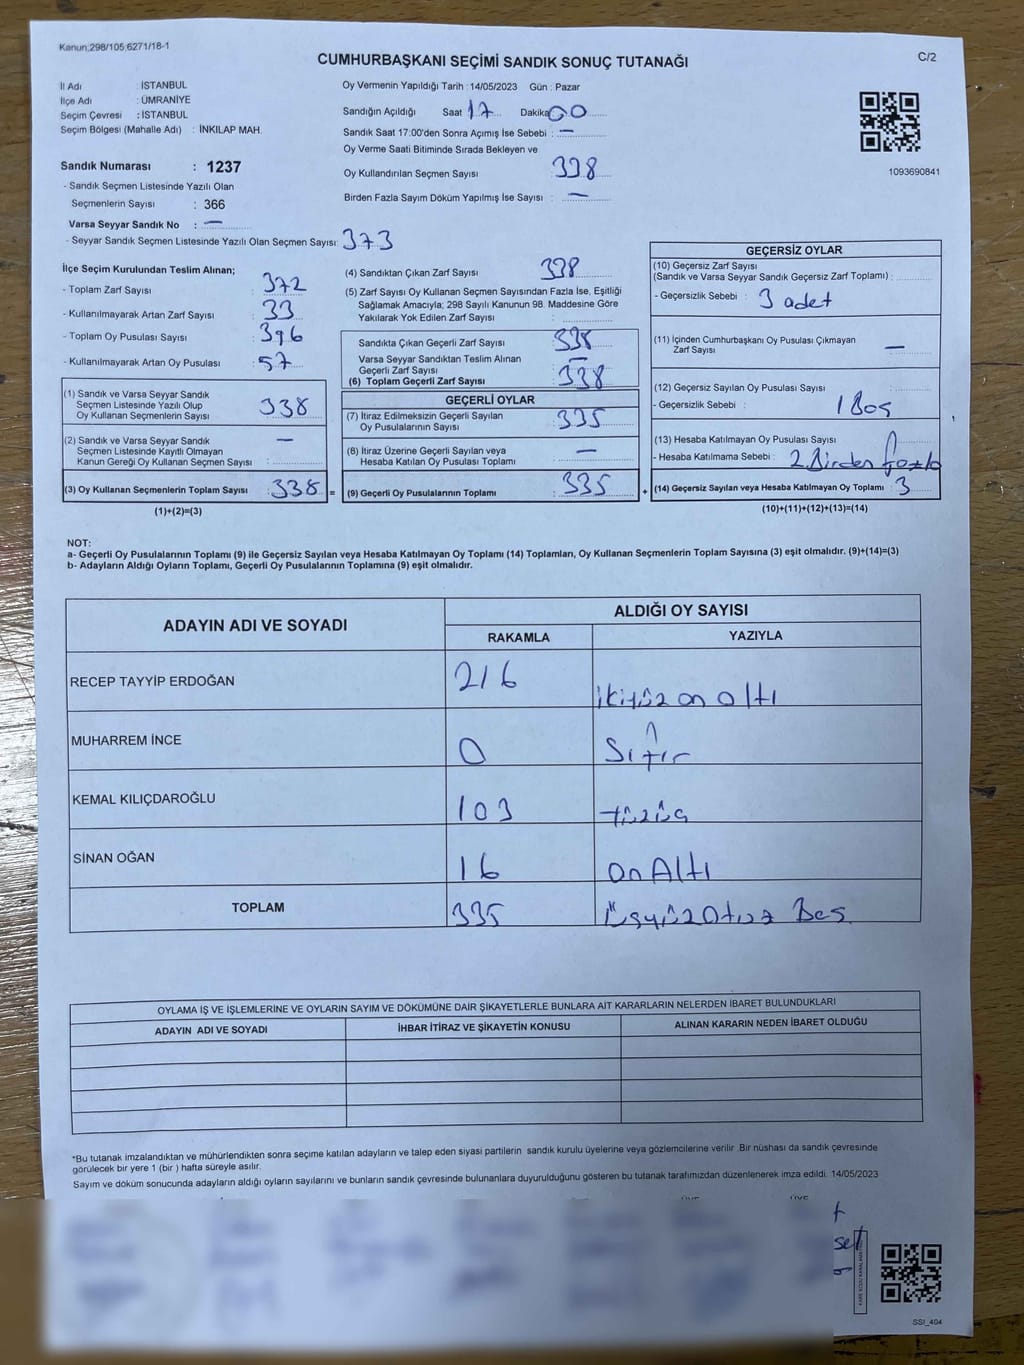 Kanun:298/105;6271/18-1
C/2
CUMHURBAŞKANI SEÇİMİ SANDIK SONUÇ TUTANAĞI
İl Adı : İSTANBUL
İlçe Adı : ÜMRANİYE
Seçim Çevresi : İSTANBUL
Seçim Bölgesi (Mahalle Adı) : İNKILAP MAH.
Sandık Numarası : 1237
- Sandık Seçmen Listesinde Yazılı Olan
Seçmenlerin Sayısı : 366
Varsa Seyyar Sandık No : —
- Seyyar Sandık Seçmen Listesinde Yazılı Olan Seçmen Sayısı: 373
Oy Vermenin Yapıldığı Tarih : 14/05/2023 Gün : Pazar
Sandığın Açıldığı Saat 17 Dakika 00
Sandık Saat 17:00'den Sonra Açımış İse Sebebi : —
Oy Verme Saati Bitiminde Sırada Bekleyen ve
Oy Kullandırılan Seçmen Sayısı : 338
Birden Fazla Sayım Döküm Yapılmış İse Sayısı : —
1093690841
İlçe Seçim Kurulundan Teslim Alınan;
- Toplam Zarf Sayısı : 372
- Kullanılmayarak Artan Zarf Sayısı : 33
- Toplam Oy Pusulası Sayısı : 396
- Kullanılmayarak Artan Oy Pusulası : 57
(1) Sandık ve Varsa Seyyar Sandık
Seçmen Listesinde Yazılı Olup
Oy Kullanan Seçmenlerin Sayısı : 338
(2) Sandık ve Varsa Seyyar Sandık
Seçmen Listesinde Kayıtlı Olmayan
Kanun Gereği Oy Kullanan Seçmen Sayısı : —
(3) Oy Kullanan Seçmenlerin Toplam Sayısı : 338 =
(1)+(2)=(3)
(4) Sandıktan Çıkan Zarf Sayısı 338
(5) Zarf Sayısı Oy Kullanan Seçmen Sayısından Fazla İse, Eşitliği
Sağlamak Amacıyla; 298 Sayılı Kanunun 98. Maddesine Göre
Yakılarak Yok Edilen Zarf Sayısı :
Sandıkta Çıkan Geçerli Zarf Sayısı 338
Varsa Seyyar Sandıktan Teslim Alınan
Geçerli Zarf Sayısı : —
(6) Toplam Geçerli Zarf Sayısı 338
GEÇERLİ OYLAR
(7) İtiraz Edilmeksizin Geçerli Sayılan
Oy Pusulalarının Sayısı : 335
(8) İtiraz Üzerine Geçerli Sayılan veya
Hesaba Katılan Oy Pusulası Toplamı : —
(9) Geçerli Oy Pusulalarının Toplamı : 335 +
GEÇERSİZ OYLAR
(10) Geçersiz Zarf Sayısı
(Sandık ve Varsa Seyyar Sandık Geçersiz Zarf Toplamı) :
- Geçersizlik Sebebi : 3 adet
(11) İçinden Cumhurbaşkanı Oy Pusulası Çıkmayan
Zarf Sayısı : —
(12) Geçersiz Sayılan Oy Pusulası Sayısı :
- Geçersizlik Sebebi : 1 Boş
(13) Hesaba Katılmayan Oy Pusulası Sayısı
- Hesaba Katılmama Sebebi : 2 Birden fazla
(14) Geçersiz Sayılan veya Hesaba Katılmayan Oy Toplamı : 3
(10)+(11)+(12)+(13)=(14)
NOT:
a- Geçerli Oy Pusulalarının Toplamı (9) ile Geçersiz Sayılan veya Hesaba Katılmayan Oy Toplamı (14) Toplamları, Oy Kullanan Seçmenlerin Toplam Sayısına (3) eşit olmalıdır. (9)+(14)=(3)
b- Adayların Aldığı Oyların Toplamı, Geçerli Oy Pusulalarının Toplamına (9) eşit olmalıdır.
ADAYIN ADI VE SOYADI ALDIĞI OY SAYISI
RAKAMLA YAZIYLA
RECEP TAYYİP ERDOĞAN 216 ikiyüz on altı
MUHARREM İNCE 0 Sıfır
KEMAL KILIÇDAROĞLU 103 yüzüç
SİNAN OĞAN 16 on Altı
TOPLAM 335 Üçyüz Otuz Beş
OYLAMA İŞ VE İŞLEMLERİNE VE OYLARIN SAYIM VE DÖKÜMÜNE DAİR ŞİKAYETLERLE BUNLARA AİT KARARLARIN NELERDEN İBARET BULUNDUKLARI
ADAYIN ADI VE SOYADI İHBAR İTİRAZ VE ŞİKAYETİN KONUSU ALINAN KARARIN NEDEN İBARET OLDUĞU
*Bu tutanak imzalandıktan ve mühürlendikten sonra seçime katılan adayların ve talep eden siyasi partilerin sandık kurulu üyelerine veya gözlemcilerine verilir. Bir nüshası da sandık çevresinde
görülecek bir yere 1 (bir ) hafta süreyle asılır.
Sayım ve döküm sonucunda adayların aldığı oyların sayılarını ve bunların sandık çevresinde bulunanlara duyurulduğunu gösteren bu tutanak tarafımızdan düzenlenerek imza edildi. 14/05/2023
ÜYE ÜYE
SSI_404